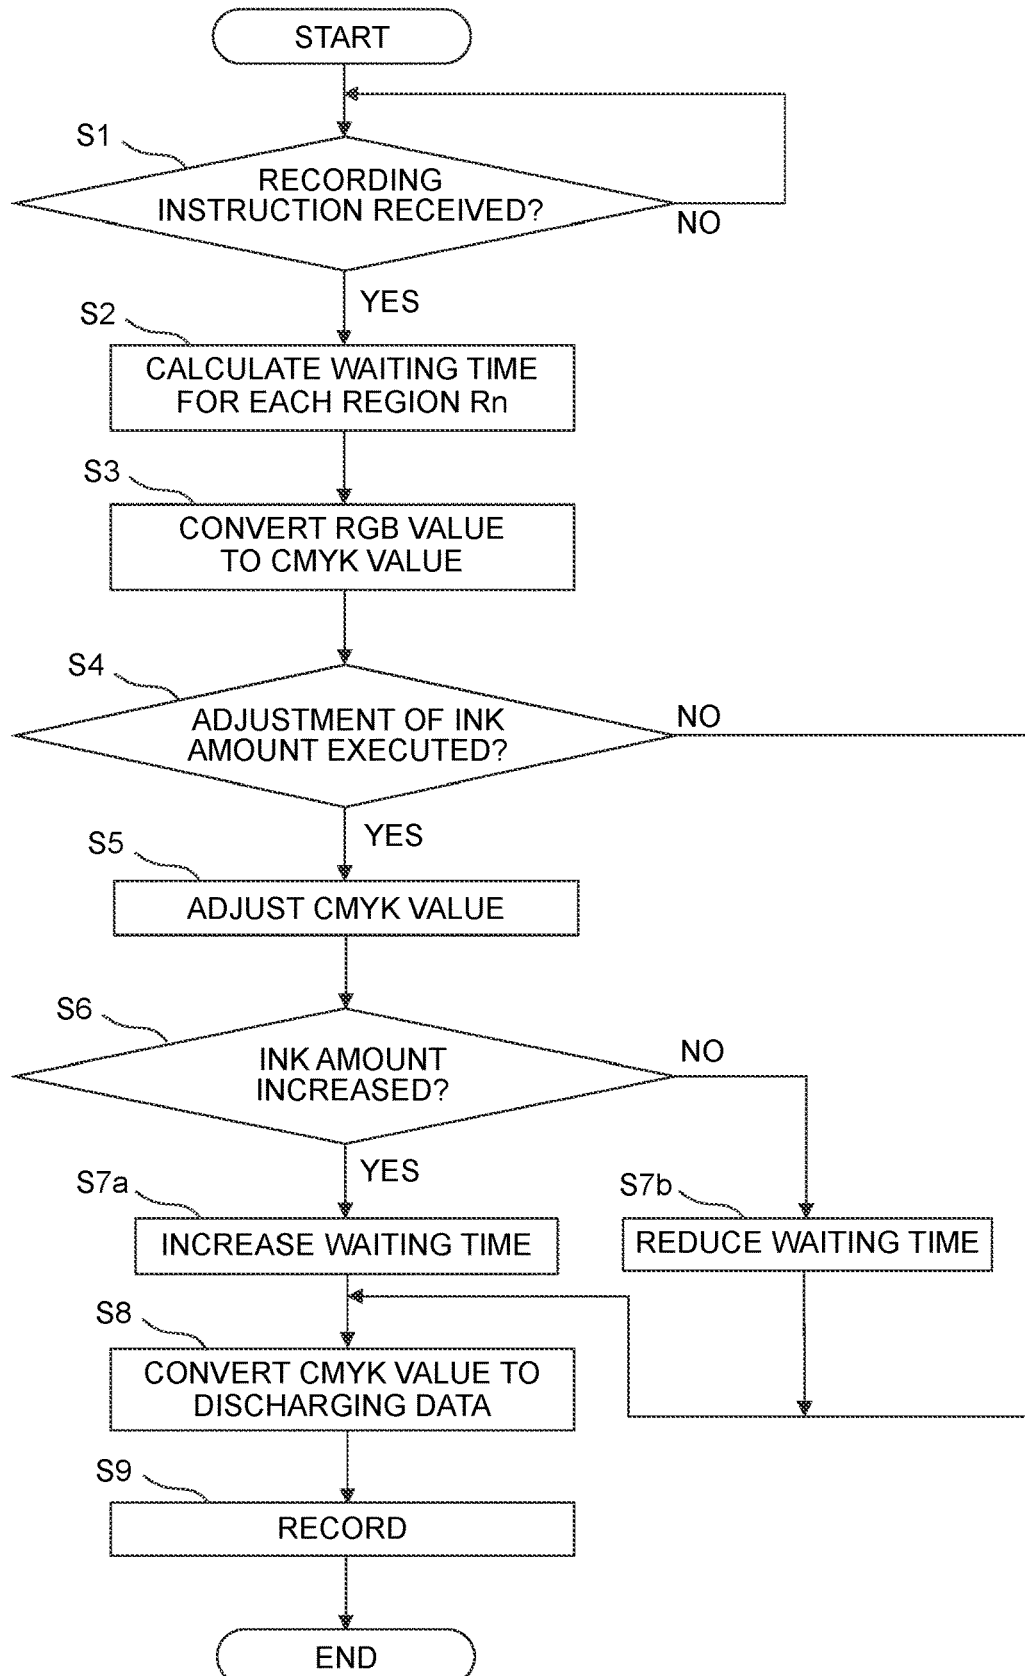 START
S1
RECORDING
INSTRUCTION RECEIVED?
NO
YES
S2
CALCULATE WAITING TIME
FOR EACH REGION Rn
S3
CONVERT RGB VALUE
TO CMYK VALUE
S4
ADJUSTMENT OF INK
AMOUNT EXECUTED?
NO
YES
S5
ADJUST CMYK VALUE
S6
INK AMOUNT
INCREASED?
NO
YES
S7a
INCREASE WAITING TIME
S7b
REDUCE WAITING TIME
S8
CONVERT CMYK VALUE TO
DISCHARGING DATA
S9
RECORD
END